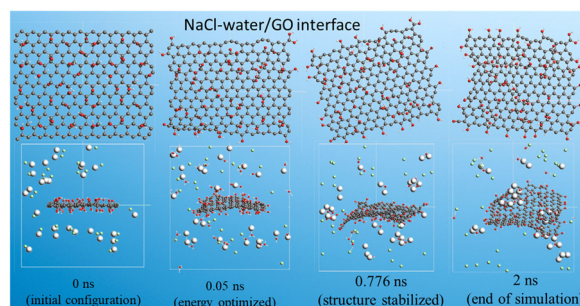 NaCl-water/GO interface
0 ns
(initial configuration)
0.05 ns
(energy optimized)
0.776 ns
(structure stabilized)
2 ns
(end of simulation)